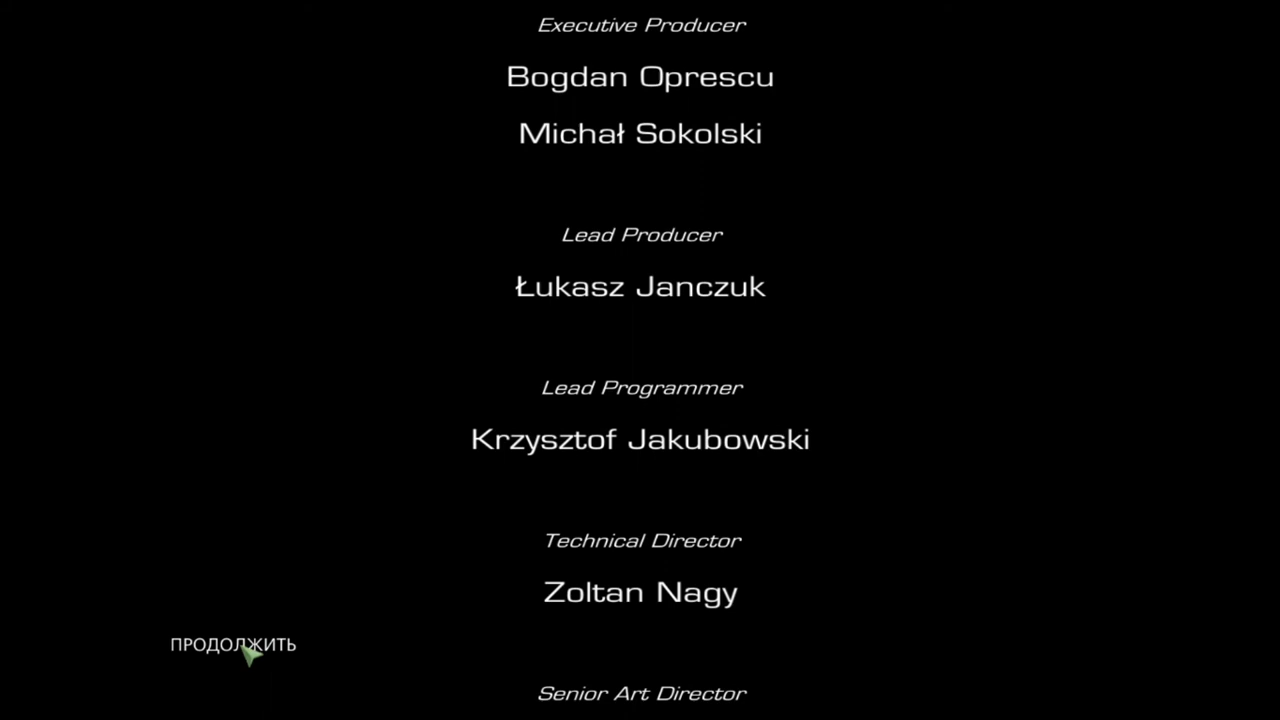 Executive Producer
Bogdan Oprescu
Michał Sokolski
Lead Producer
Łukasz Janczuk
Lead Programmer
Krzysztof Jakubowski
Technical Director
Zoltan Nagy
ПРОДОЛЖИТЬ
Senior Art Director